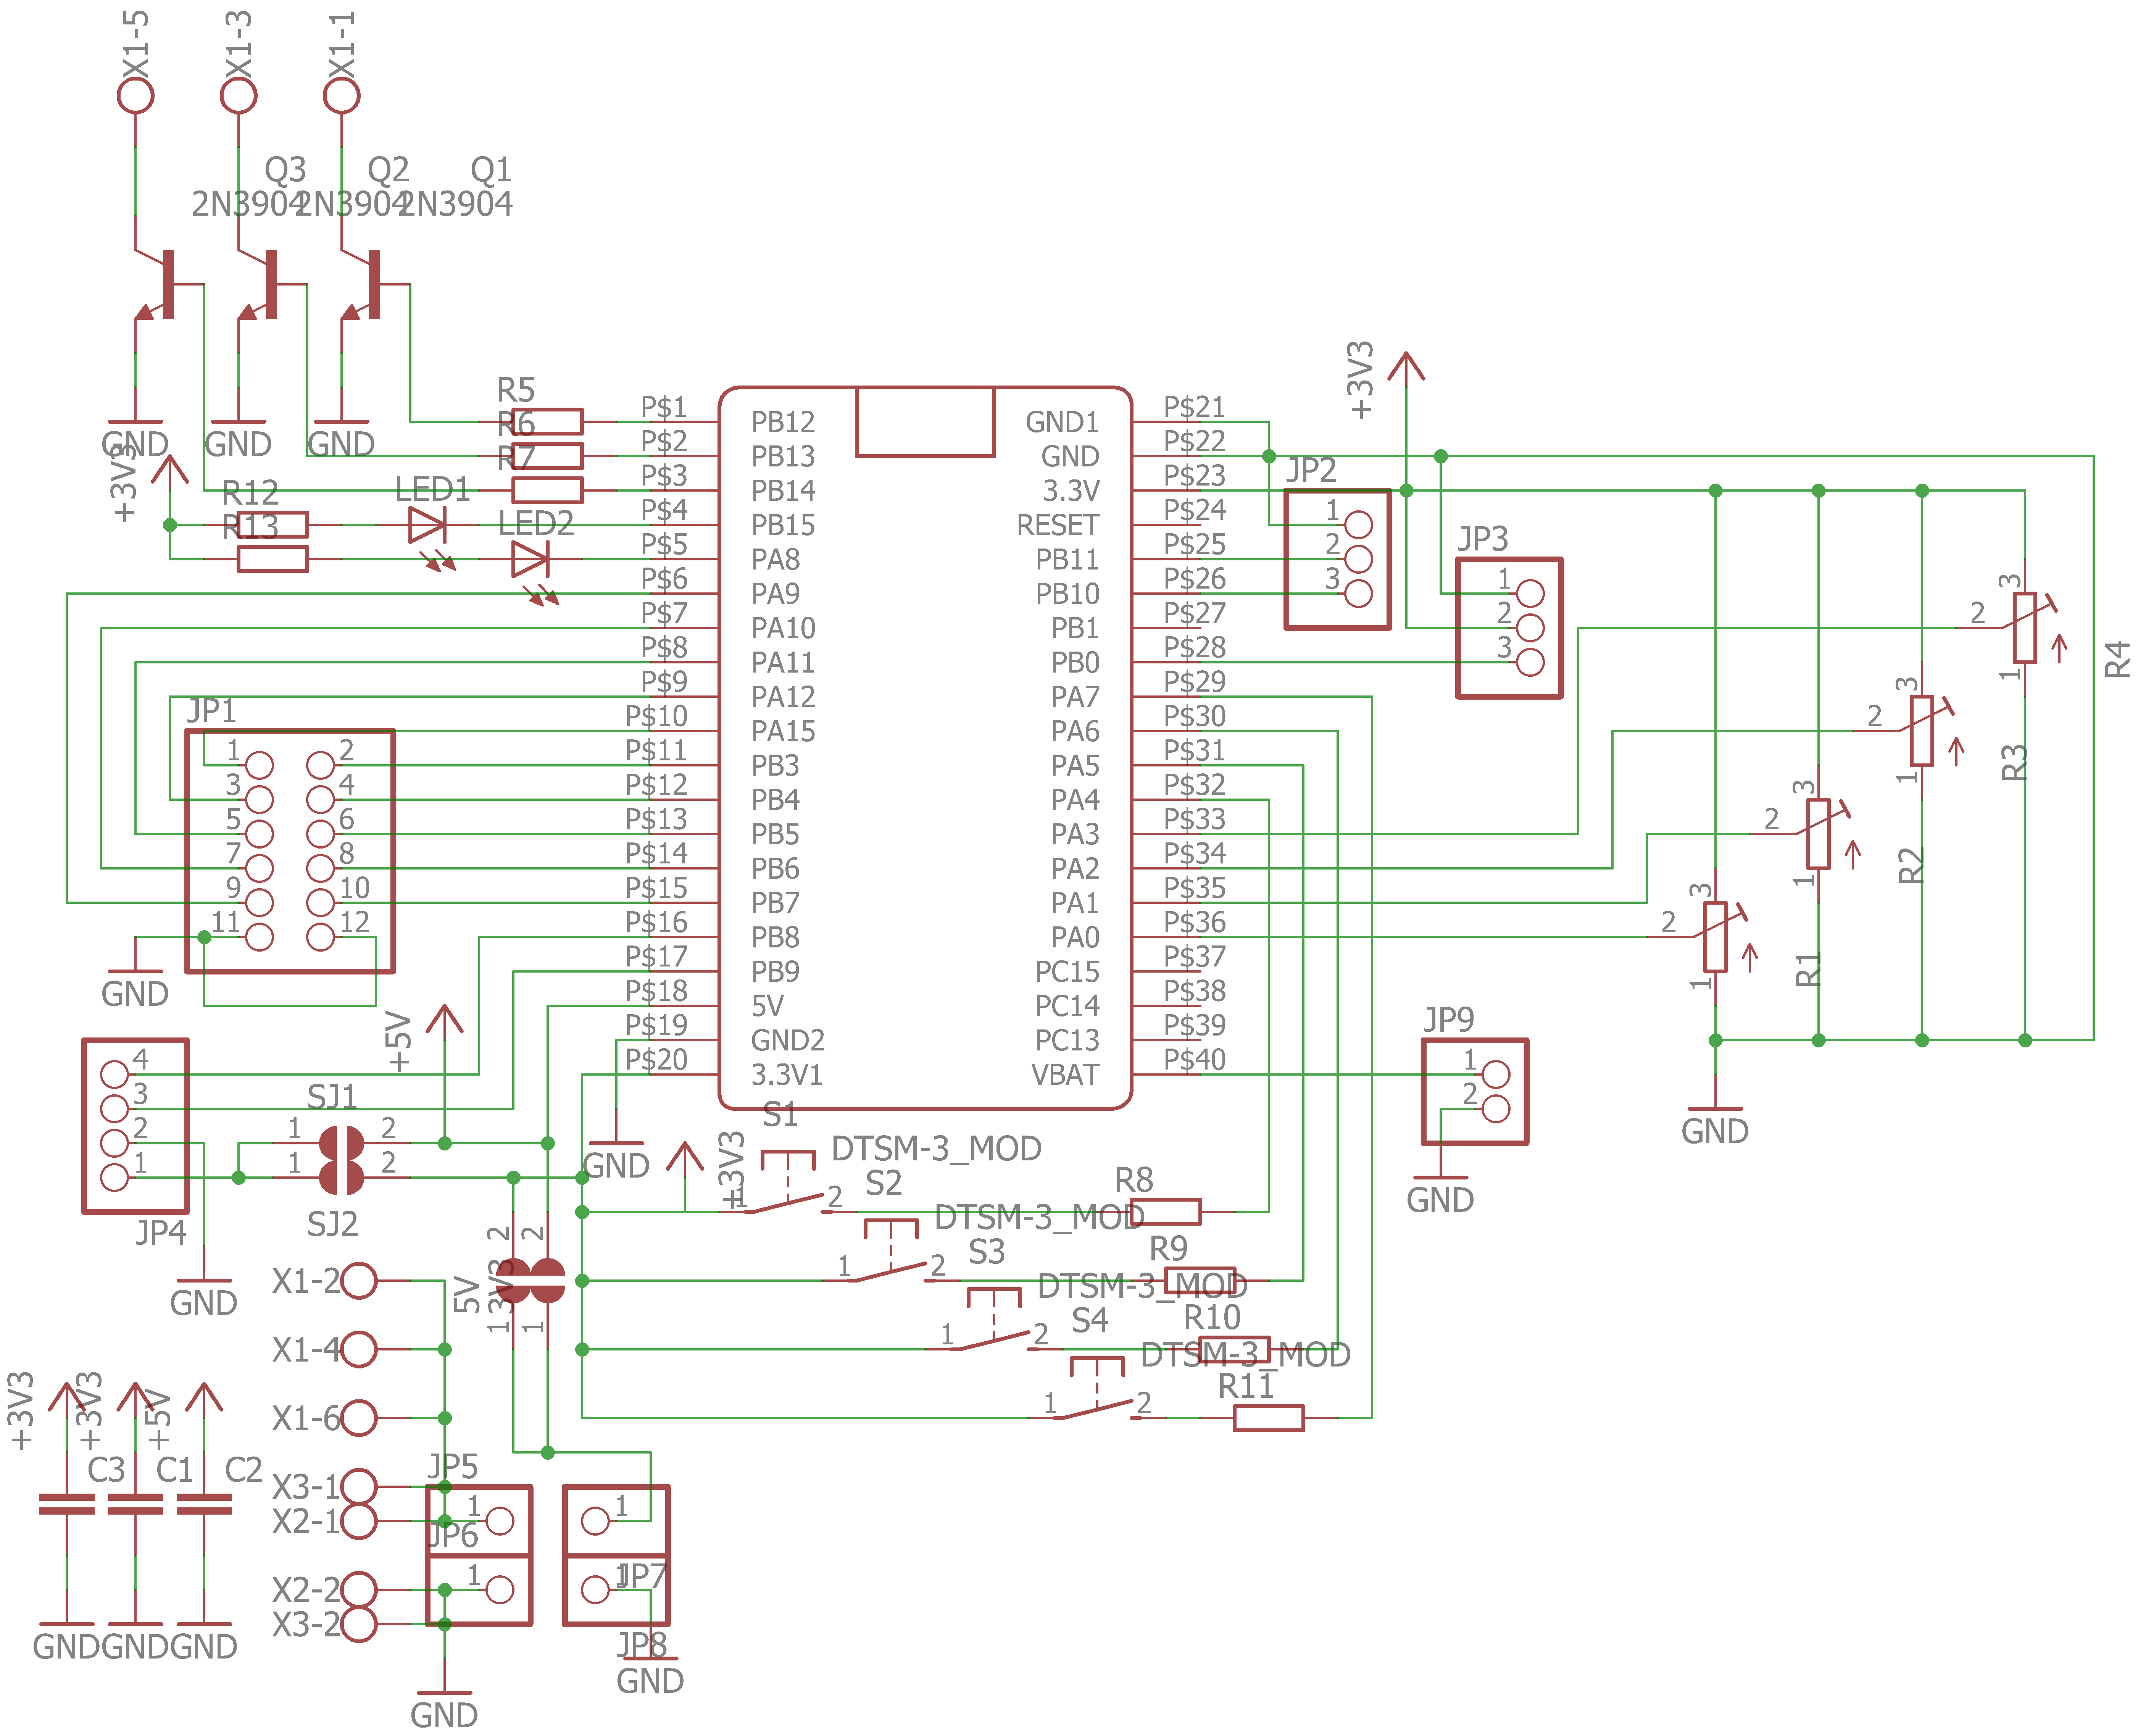 X1-5
X1-3
X1-1
Q3
Q2
Q1
2N3904
2N3904
2N3904
GND
GND
GND
+3V3
R5
R6
R7
R12
R13
LED1
LED2
P$1
P$2
P$3
P$4
P$5
P$6
P$7
P$8
P$9
P$10
P$11
P$12
P$13
P$14
P$15
P$16
P$17
P$18
P$19
P$20
PB12
PB13
PB14
PB15
PA8
PA9
PA10
PA11
PA12
PA15
PB3
PB4
PB5
PB6
PB7
PB8
PB9
5V
GND2
3.3V1
GND1
GND
3.3V
RESET
PB11
PB10
PB1
PB0
PA7
PA6
PA5
PA4
PA3
PA2
PA1
PA0
PC15
PC14
PC13
VBAT
P$21
P$22
P$23
P$24
P$25
P$26
P$27
P$28
P$29
P$30
P$31
P$32
P$33
P$34
P$35
P$36
P$37
P$38
P$39
P$40
+3V3
JP2
1
2
3
JP3
1
2
3
3
2
1
R4
3
2
1
R3
3
2
1
R2
3
2
1
R1
GND
JP9
1
2
GND
JP1
1 2
3 4
5 6
7 8
9 10
11 12
GND
+5V
4
3
2
1
JP4
SJ1
1 2
1 2
SJ2
GND
GND
+3V3
S1
DTSM-3_MOD
1 2
R8
S2
DTSM-3_MOD
1 2
R9
S3
DTSM-3_MOD
1 2
R10
S4
DTSM-3_MOD
1 2
R11
2 2
5V
3V3
1 1
X1-2
X1-4
X1-6
X3-1
X2-1
X2-2
X3-2
JP5
1
JP6
1
1
JP7
1
JP8
GND
GND
+3V3
+3V3
+5V
C3
C1
C2
GND
GND
GND